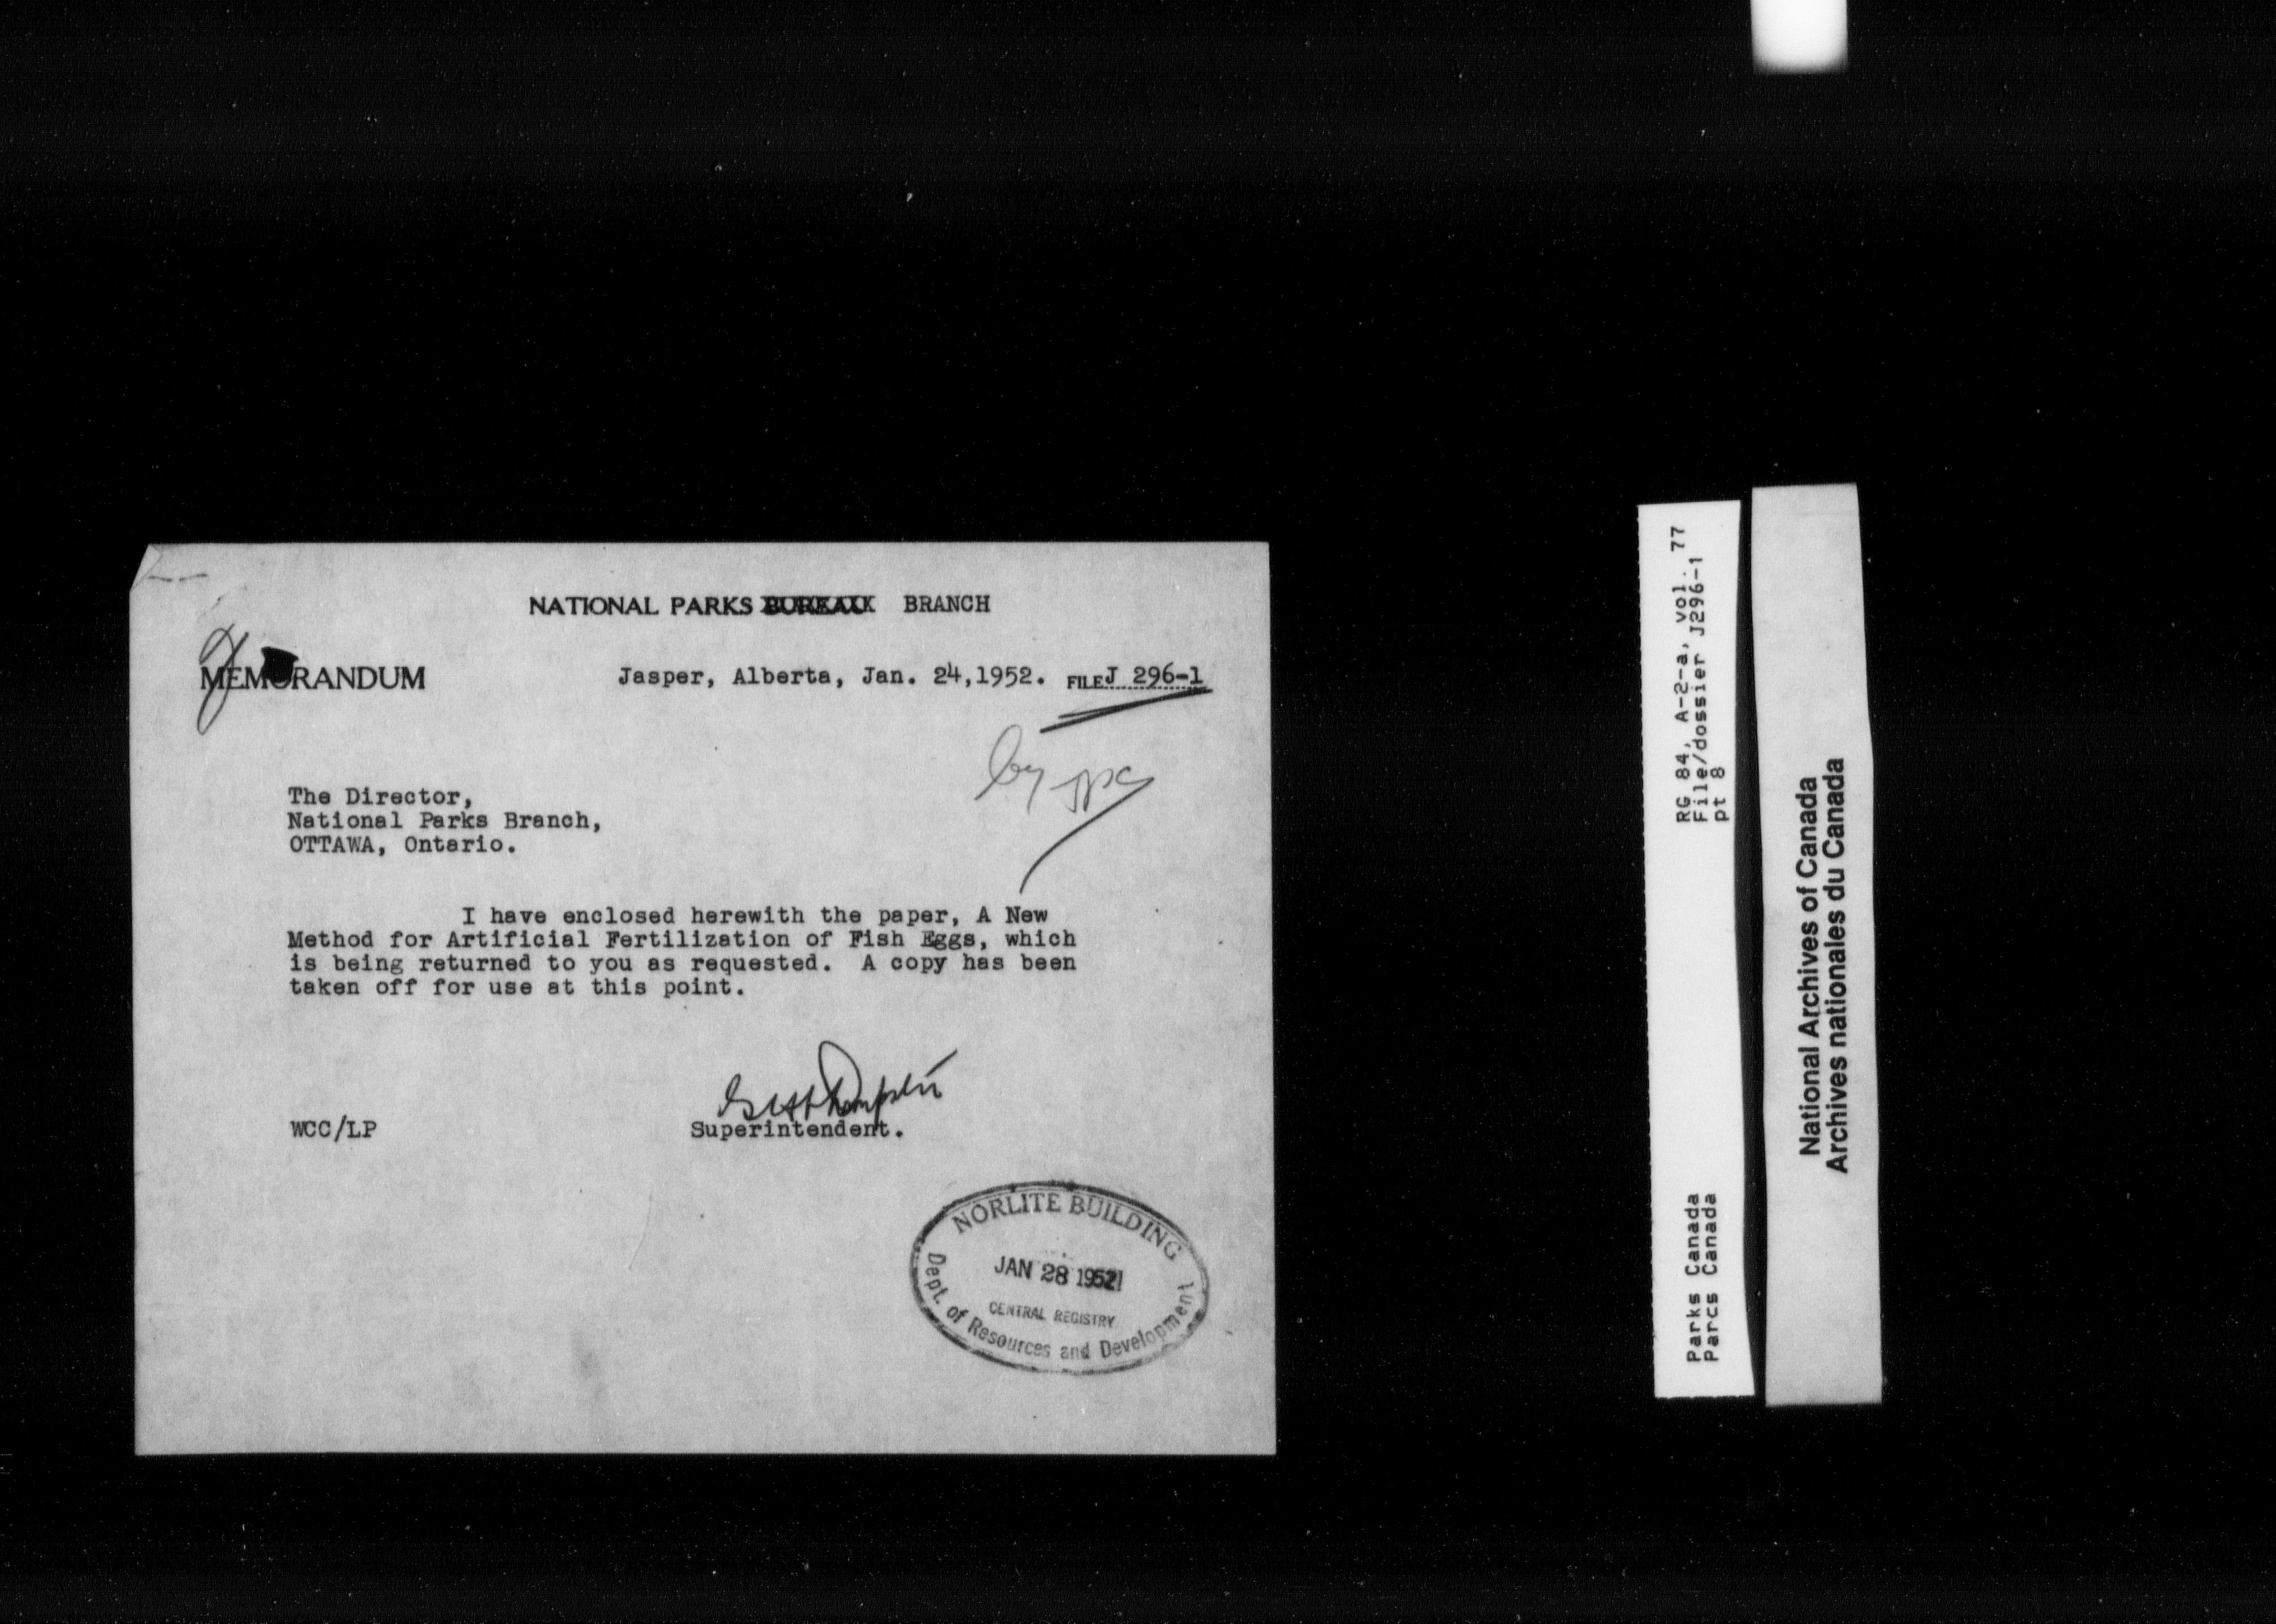 NATIONAL PARKS BUREAU BRANCH
MEMORANDUM
Jasper, Alberta, Jan. 24,1952. FILE J 296-1
by
The Director,
National Parks Branch,
OTTAWA, Ontario.
I have enclosed herewith the paper, A New
Method for Artificial Fertilization of Fish Eggs, which
is being returned to you as requested. A copy has been
taken off for use at this point.
WCC/LP
Superintendent.
NORLITE BUILDING
JAN 28 1952
CENTRAL REGISTRY
Dept. of Resources and Development
RG 84, A-2-a, vol. 77
File/dossier J296-1
pt 8
Parks Canada
Parcs Canada
National Archives of Canada
Archives nationales du Canada